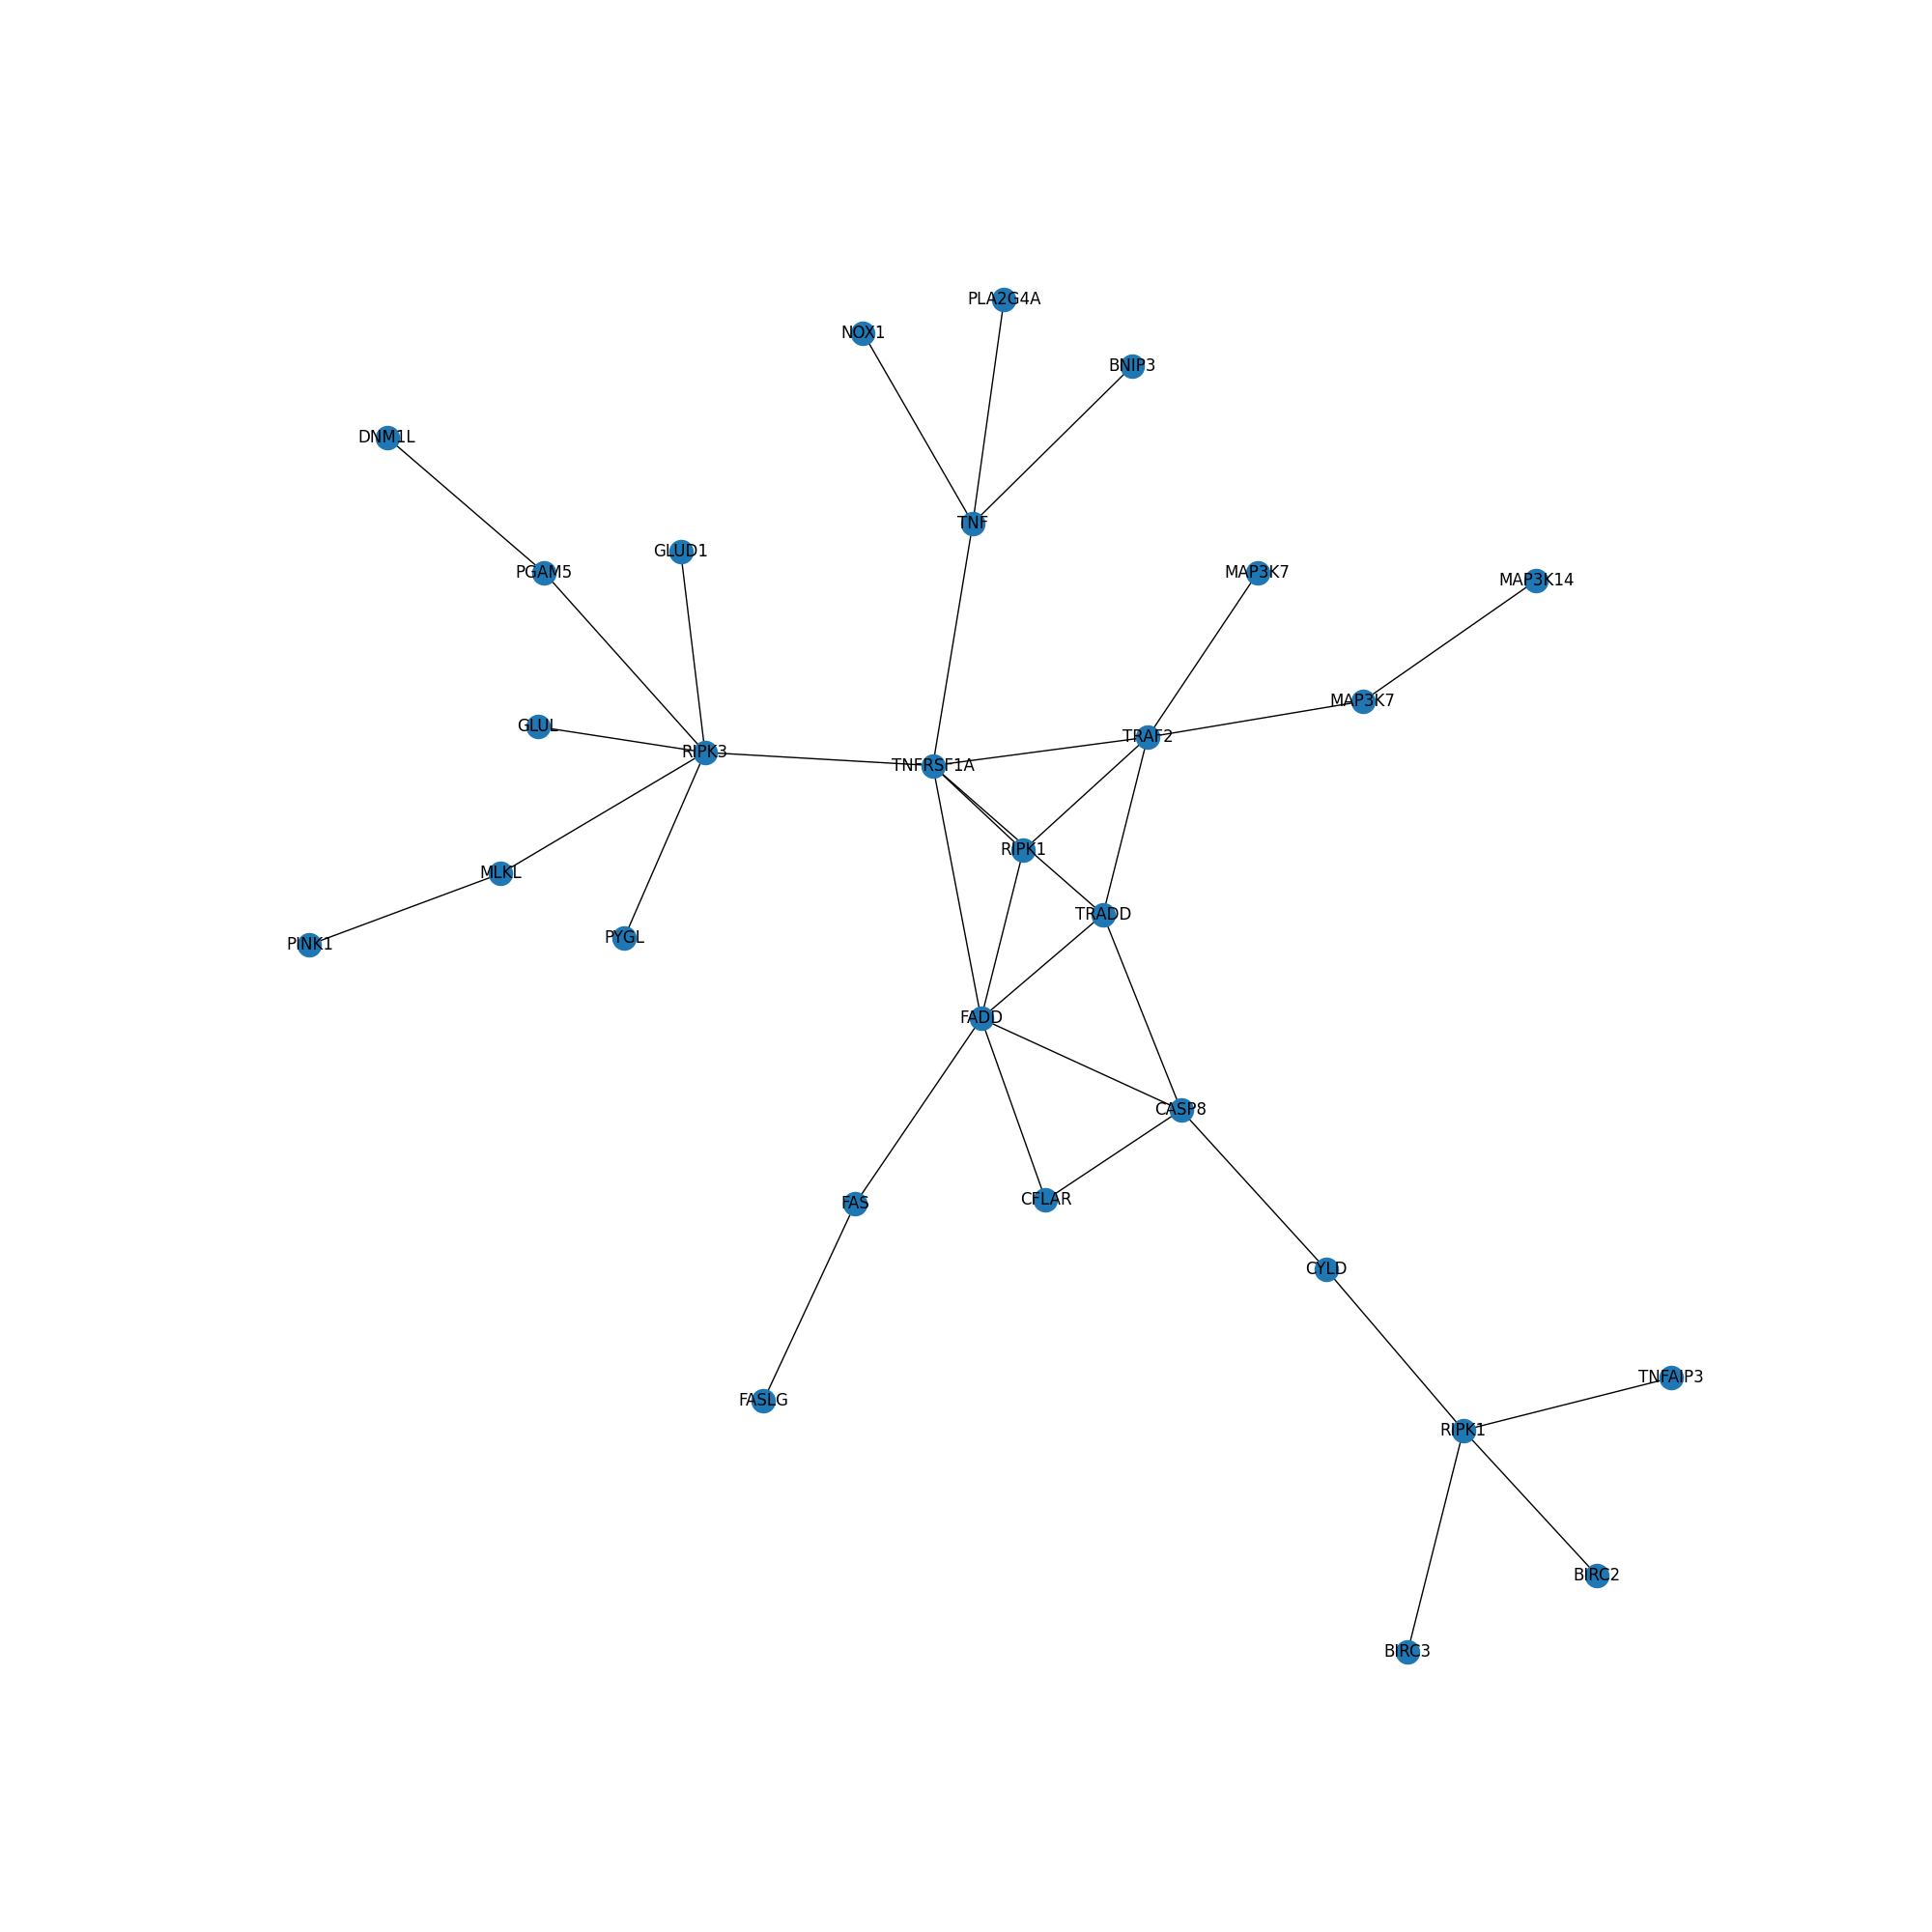 PLA2G4A
NOX1
BNIP3
DNM1L
TNF
GLUD1
PGAM5
MAP3K7
MAP3K14
MAP3K7
GLUL
TRAF2
RIPK3
TNFRSF1A
RIPK1
MLKL
TRADD
PYGL
PINK1
FADD
CASP8
CFLAR
FAS
CYLD
TNFAIP3
FASLG
RIPK1
BIRC2
BIRC3